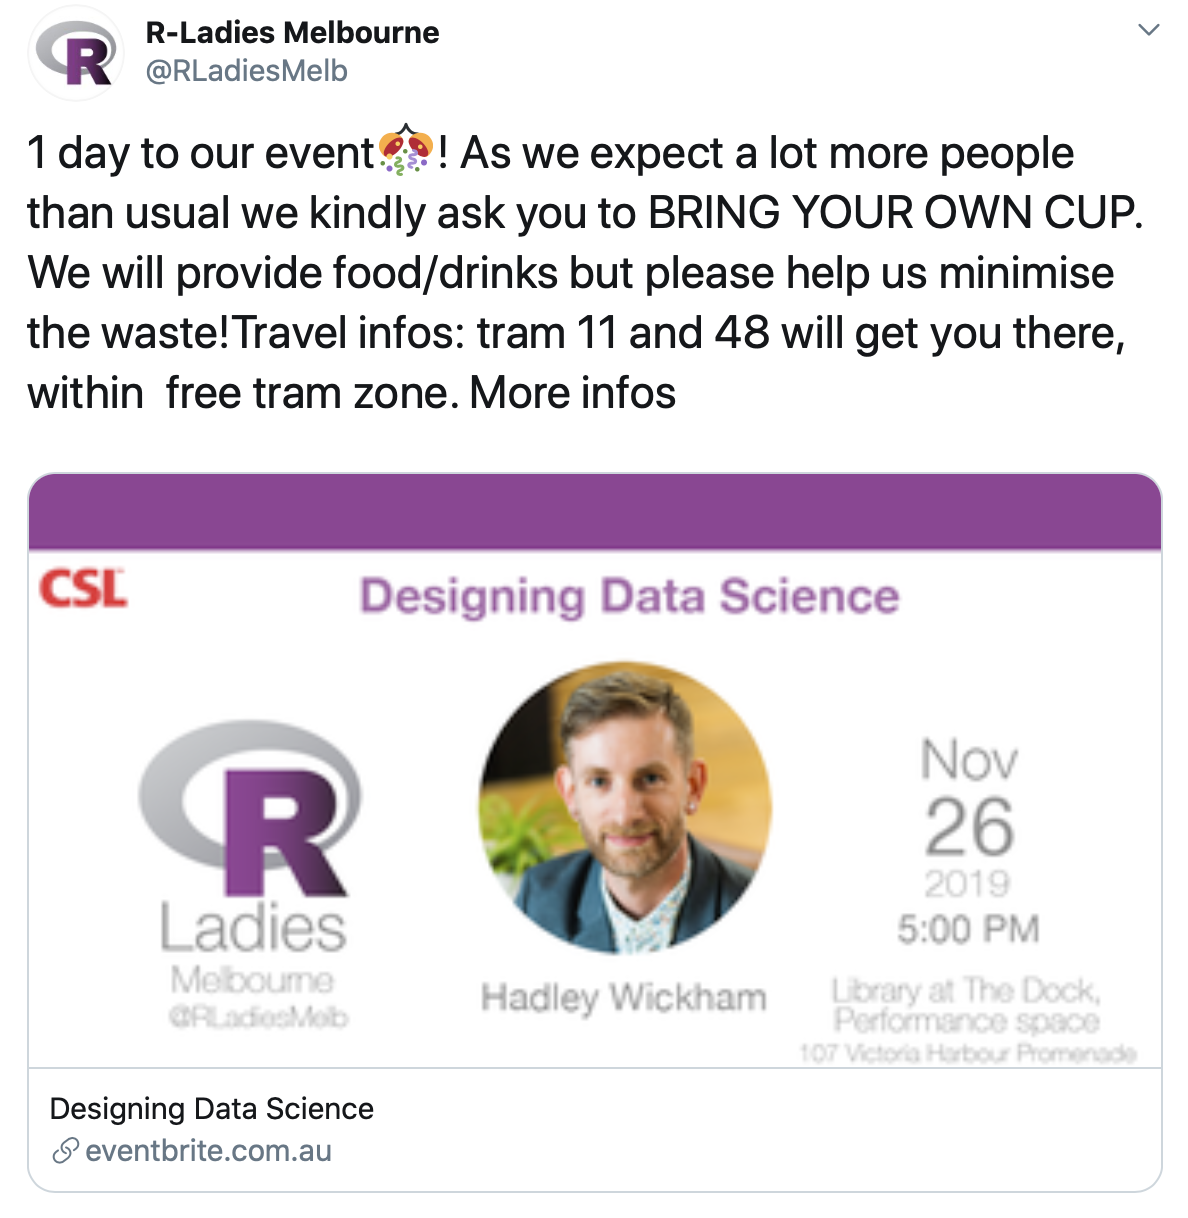 R-Ladies Melbourne
@RLadiesMelb
1 day to our event🎊! As we expect a lot more people
than usual we kindly ask you to BRING YOUR OWN CUP.
We will provide food/drinks but please help us minimise
the waste!Travel infos: tram 11 and 48 will get you there,
within  free tram zone. More infos
CSL
Designing Data Science
R
Ladies
Melbourne
@RLadiesMelb
Hadley Wickham
Nov
26
2019
5:00 PM
Library at The Dock,
Performance space
107 Victoria Harbour Promenade
Designing Data Science
eventbrite.com.au